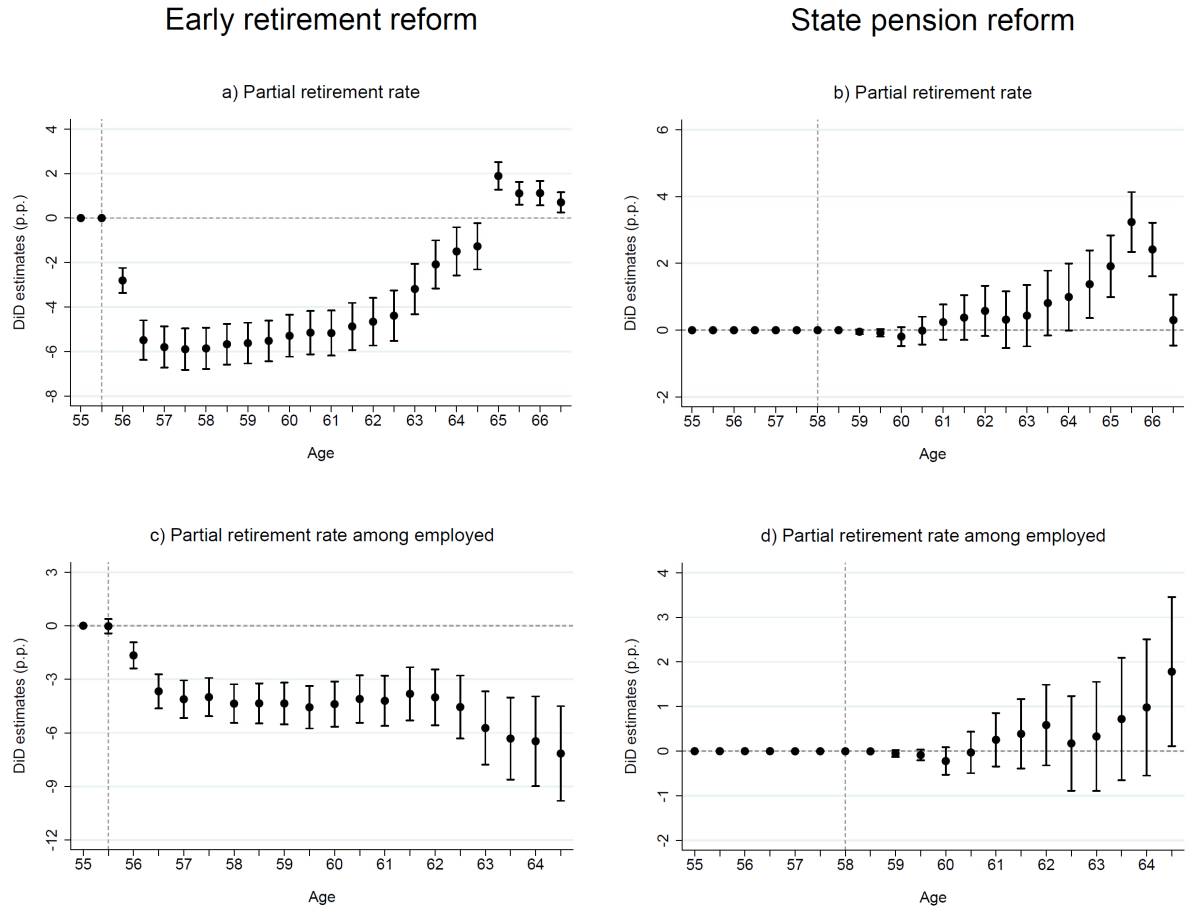 Early retirement reform
State pension reform
a) Partial retirement rate
b) Partial retirement rate
DiD estimates (p.p.)
4
2
0
-2
-4
-6
-8
55 56 57 58 59 60 61 62 63 64 65 66
Age
DiD estimates (p.p.)
6
4
2
0
-2
55 56 57 58 59 60 61 62 63 64 65 66
Age
c) Partial retirement rate among employed
d) Partial retirement rate among employed
DiD estimates (p.p.)
3
0
-3
-6
-9
-12
55 56 57 58 59 60 61 62 63 64
Age
DiD estimates (p.p.)
4
3
2
1
0
-1
-2
55 56 57 58 59 60 61 62 63 64
Age